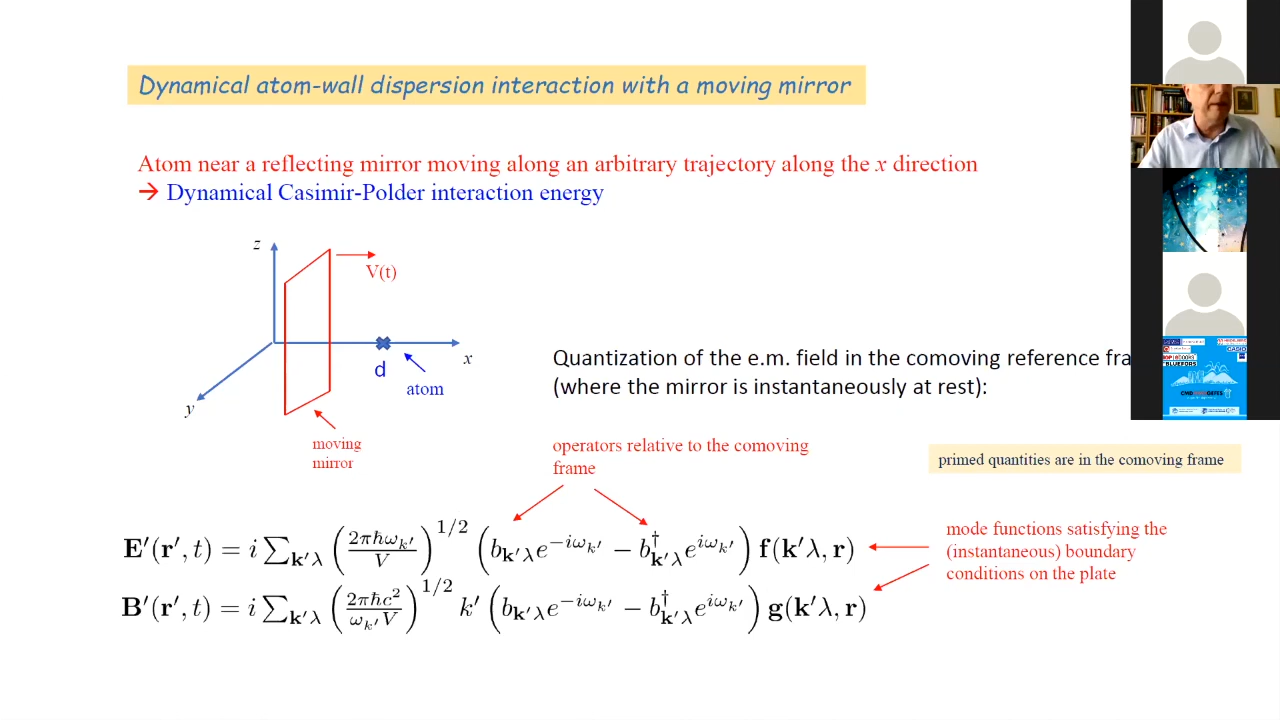 Dynamical atom-wall dispersion interaction with a moving mirror
Atom near a reflecting mirror moving along an arbitrary trajectory along the x direction
→ Dynamical Casimir-Polder interaction energy
z
V(t)
x
d
atom
y
moving
mirror
Quantization of the e.m. field in the comoving reference fra
(where the mirror is instantaneously at rest):
operators relative to the comoving
frame
primed quantities are in the comoving frame
E′(r′, t) = i ∑_{k′λ} (2πℏω_{k′}/V)^{1/2} (b_{k′λ} e^{−iω_{k′}} − b†_{k′λ} e^{iω_{k′}}) f(k′λ, r)
B′(r′, t) = i ∑_{k′λ} (2πℏc²/ω_{k′}V)^{1/2} k′ (b_{k′λ} e^{−iω_{k′}} − b†_{k′λ} e^{iω_{k′}}) g(k′λ, r)
mode functions satisfying the
(instantaneous) boundary
conditions on the plate